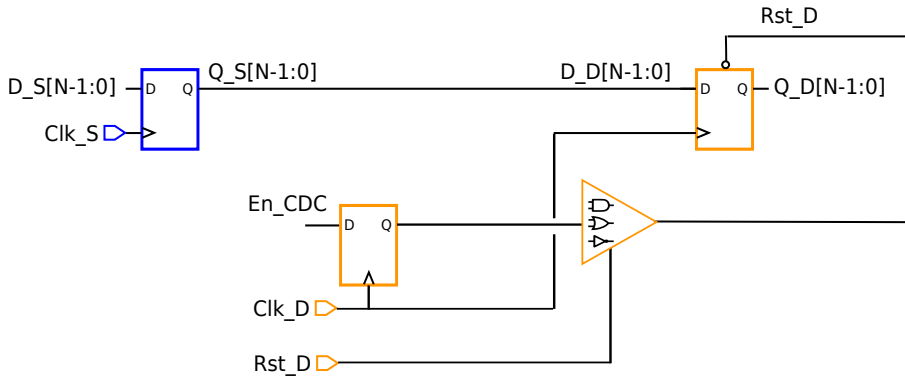 Rst_D
Q_S[N-1:0]
D_D[N-1:0]
D_S[N-1:0]
D
Q
D
Q
Q_D[N-1:0]
Clk_S
En_CDC
D
Q
Clk_D
Rst_D